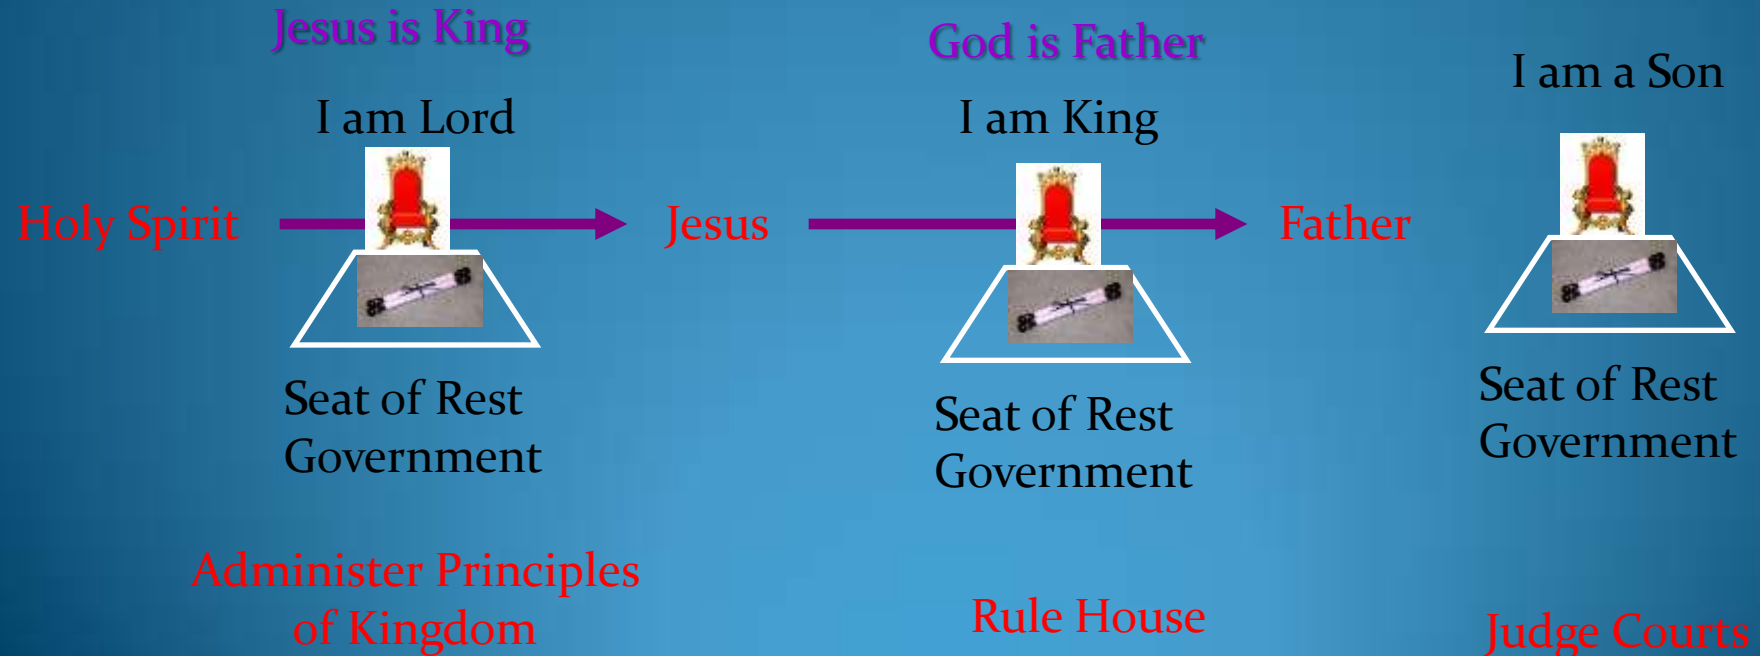 Jesus is King
God is Father
I am a Son
I am Lord
I am King
Holy Spirit
Jesus
Father
Seat of Rest
Government
Seat of Rest
Government
Seat of Rest
Government
Administer Principles
of Kingdom
Rule House
Judge Courts